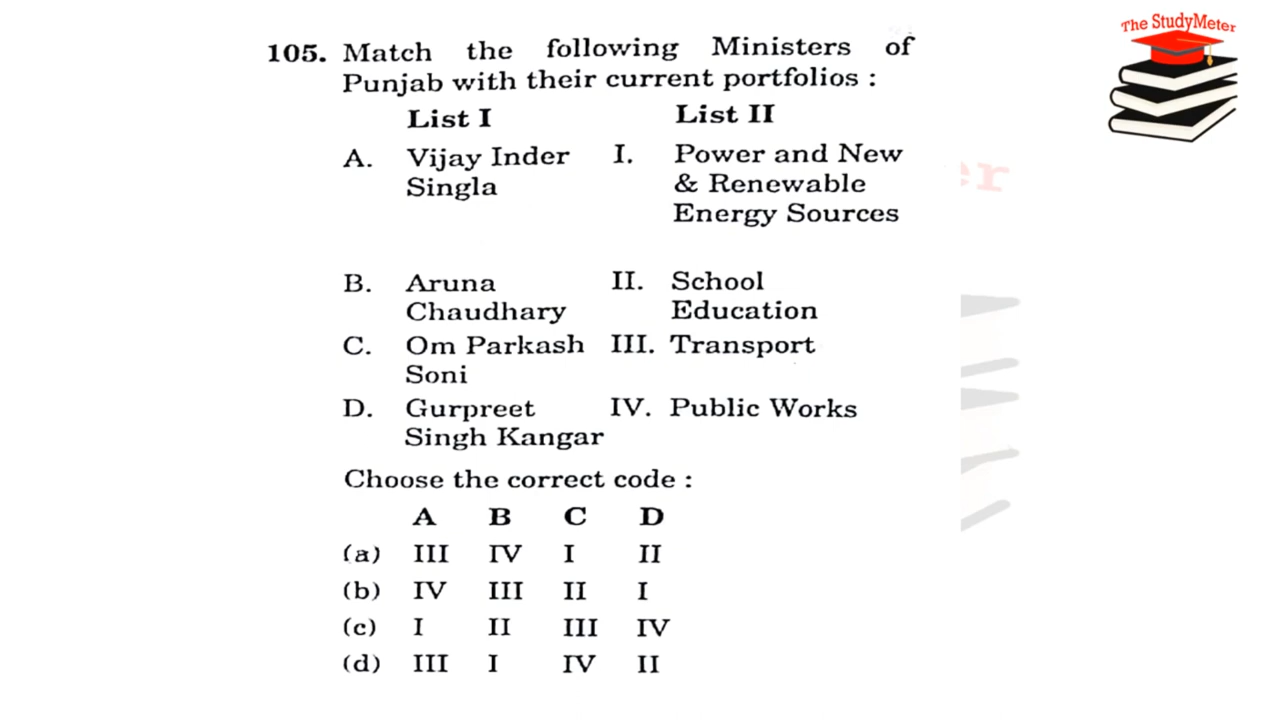 The StudyMeter
105. Match the following Ministers of
Punjab with their current portfolios :
List I List II
A. Vijay Inder I. Power and New
Singla & Renewable
Energy Sources
B. Aruna II. School
Chaudhary Education
C. Om Parkash III. Transport
Soni
D. Gurpreet IV. Public Works
Singh Kangar
Choose the correct code :
A B C D
(a) III IV I II
(b) IV III II I
(c) I II III IV
(d) III I IV II
er